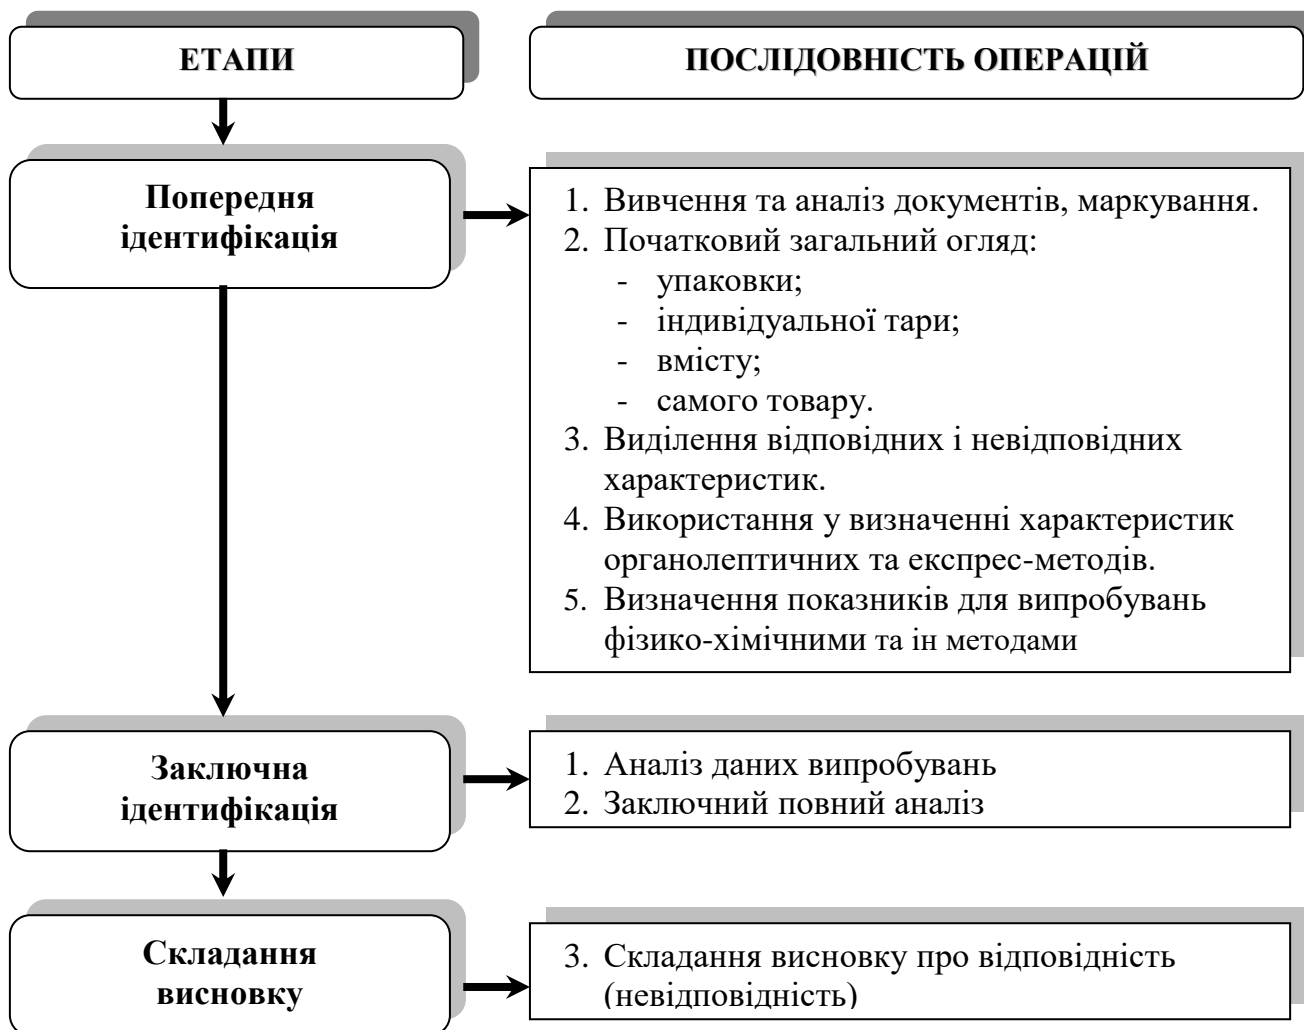 ЕТАПИ
ПОСЛІДОВНІСТЬ ОПЕРАЦІЙ
Попередня
ідентифікація
1. Вивчення та аналіз документів, маркування.
2. Початковий загальний огляд:
- упаковки;
- індивідуальної тари;
- вмісту;
- самого товару.
3. Виділення відповідних і невідповідних
характеристик.
4. Використання у визначенні характеристик
органолептичних та експрес-методів.
5. Визначення показників для випробувань
фізико-хімічними та ін методами
Заключна
ідентифікація
1. Аналіз даних випробувань
2. Заключний повний аналіз
Складання
висновку
3. Складання висновку про відповідність
(невідповідність)